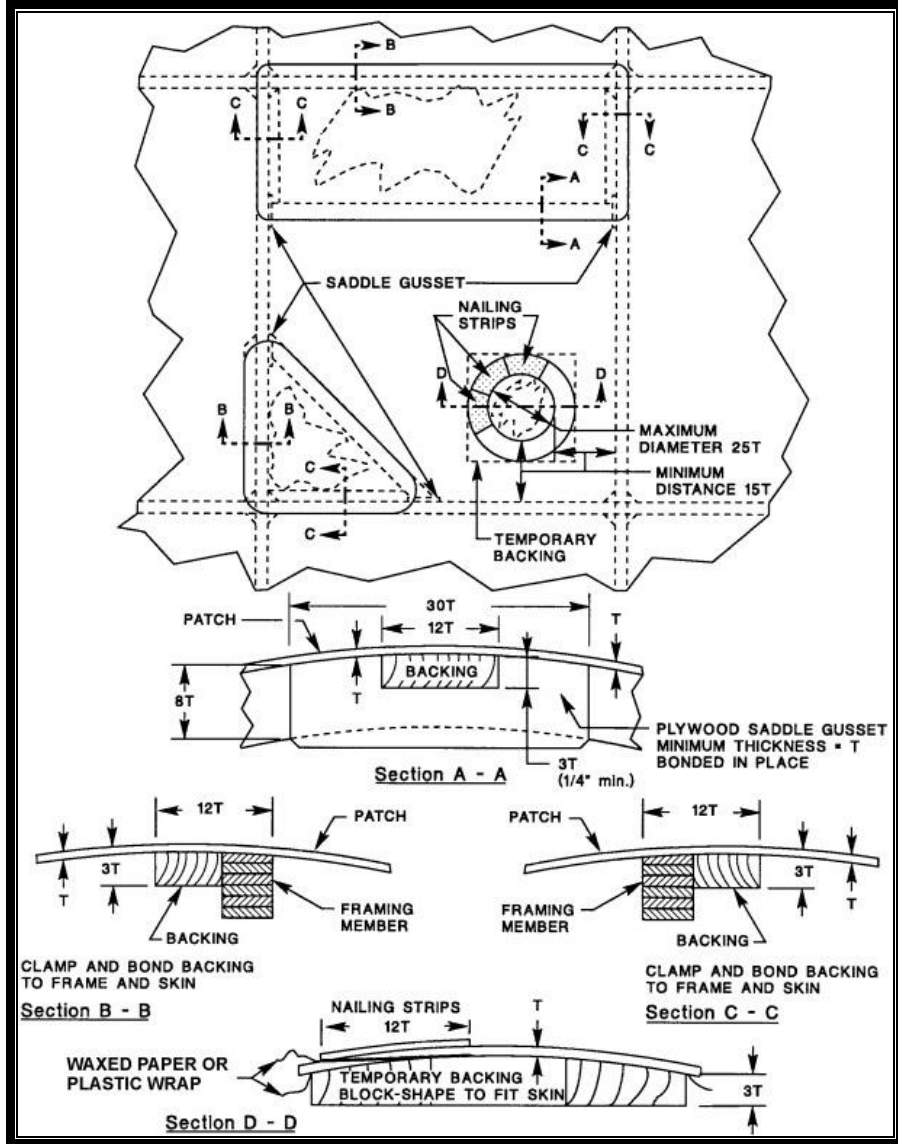 B
B
C
C
C
C
A
A
SADDLE GUSSET
NAILING
STRIPS
D
D
B
B
MAXIMUM
DIAMETER 25T
C
MINIMUM
DISTANCE 15T
C
TEMPORARY
BACKING
30T
PATCH
12T
T
BACKING
8T
T
PLYWOOD SADDLE GUSSET
MINIMUM THICKNESS = T
BONDED IN PLACE
3T
(1/4" min.)
Section A - A
12T
PATCH
3T
T
FRAMING
MEMBER
BACKING
CLAMP AND BOND BACKING
TO FRAME AND SKIN
Section B - B
12T
PATCH
3T
T
FRAMING
MEMBER
BACKING
CLAMP AND BOND BACKING
TO FRAME AND SKIN
Section C - C
NAILING STRIPS
12T
T
WAXED PAPER OR
PLASTIC WRAP
TEMPORARY BACKING
BLOCK-SHAPE TO FIT SKIN
3T
Section D - D